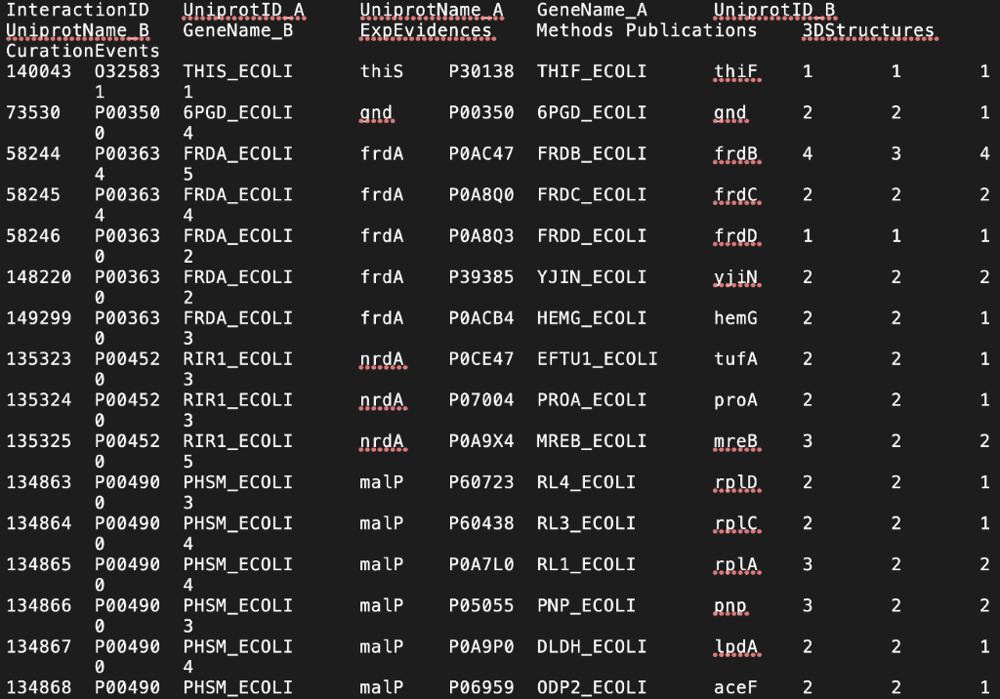 InteractionID UniprotID_A UniprotName_A GeneName_A UniprotID_B
UniprotName_B GeneName_B ExpEvidences Methods Publications 3DStructures
CurationEvents
140043 O32583 THIS_ECOLI thiS P30138 THIF_ECOLI thiF 1 1 1
1 1
73530 P00350 6PGD_ECOLI gnd P00350 6PGD_ECOLI gnd 2 2 1
0 4
58244 P00363 FRDA_ECOLI frdA P0AC47 FRDB_ECOLI frdB 4 3 4
4 5
58245 P00363 FRDA_ECOLI frdA P0A8Q0 FRDC_ECOLI frdC 2 2 2
4 4
58246 P00363 FRDA_ECOLI frdA P0A8Q3 FRDD_ECOLI frdD 1 1 1
0 2
148220 P00363 FRDA_ECOLI frdA P39385 YJIN_ECOLI yjiN 2 2 2
0 2
149299 P00363 FRDA_ECOLI frdA P0ACB4 HEMG_ECOLI hemG 2 2 1
0 3
135323 P00452 RIR1_ECOLI nrdA P0CE47 EFTU1_ECOLI tufA 2 2 1
0 3
135324 P00452 RIR1_ECOLI nrdA P07004 PROA_ECOLI proA 2 2 1
0 3
135325 P00452 RIR1_ECOLI nrdA P0A9X4 MREB_ECOLI mreB 3 2 2
0 5
134863 P00490 PHSM_ECOLI malP P60723 RL4_ECOLI rplD 2 2 1
0 3
134864 P00490 PHSM_ECOLI malP P60438 RL3_ECOLI rplC 2 2 1
0 4
134865 P00490 PHSM_ECOLI malP P0A7L0 RL1_ECOLI rplA 3 2 2
0 4
134866 P00490 PHSM_ECOLI malP P05055 PNP_ECOLI pnp 3 2 2
0 3
134867 P00490 PHSM_ECOLI malP P0A9P0 DLDH_ECOLI lpdA 2 2 1
0 4
134868 P00490 PHSM_ECOLI malP P06959 ODP2_ECOLI aceF 2 2 1